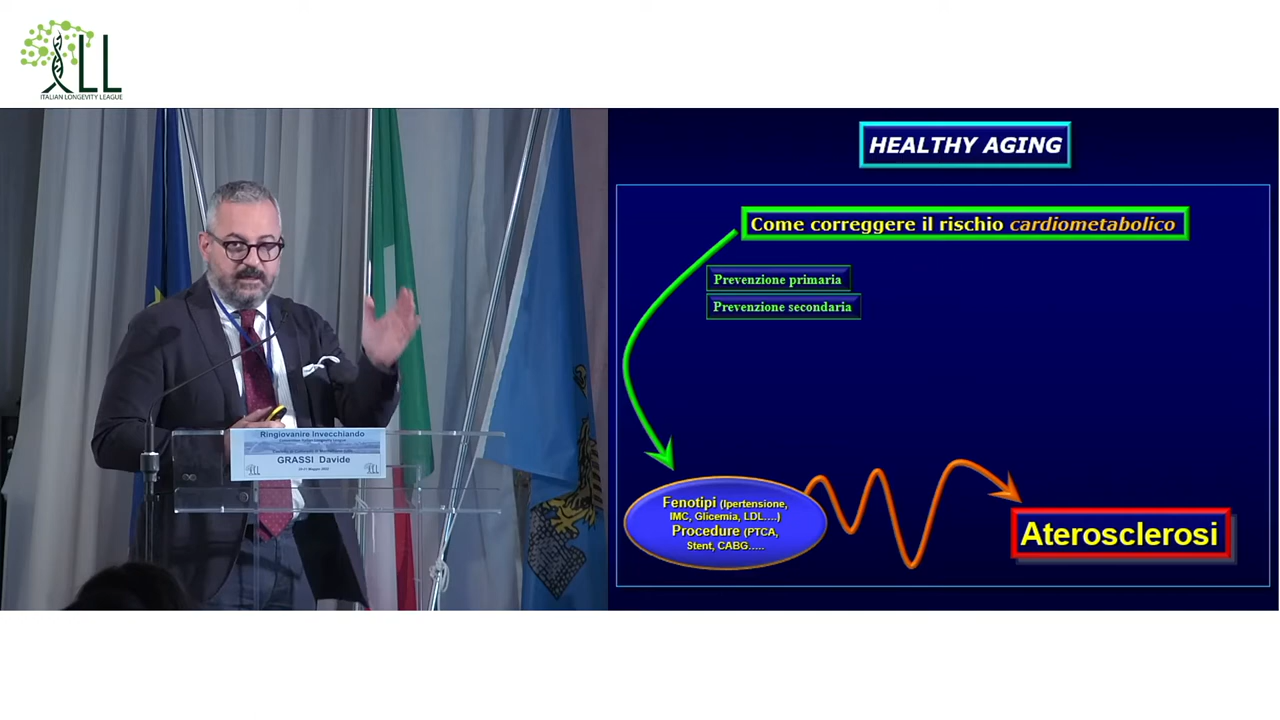 LL
ITALIAN LONGEVITY LEAGUE
HEALTHY AGING
Come correggere il rischio cardiometabolico
Prevenzione primaria
Prevenzione secondaria
Fenotipi (Ipertensione,
IMC, Glicemia, LDL....)
Procedure (PTCA,
Stent, CABG.....
Aterosclerosi
Ringiovanire Invecchiando
GRASSI Davide